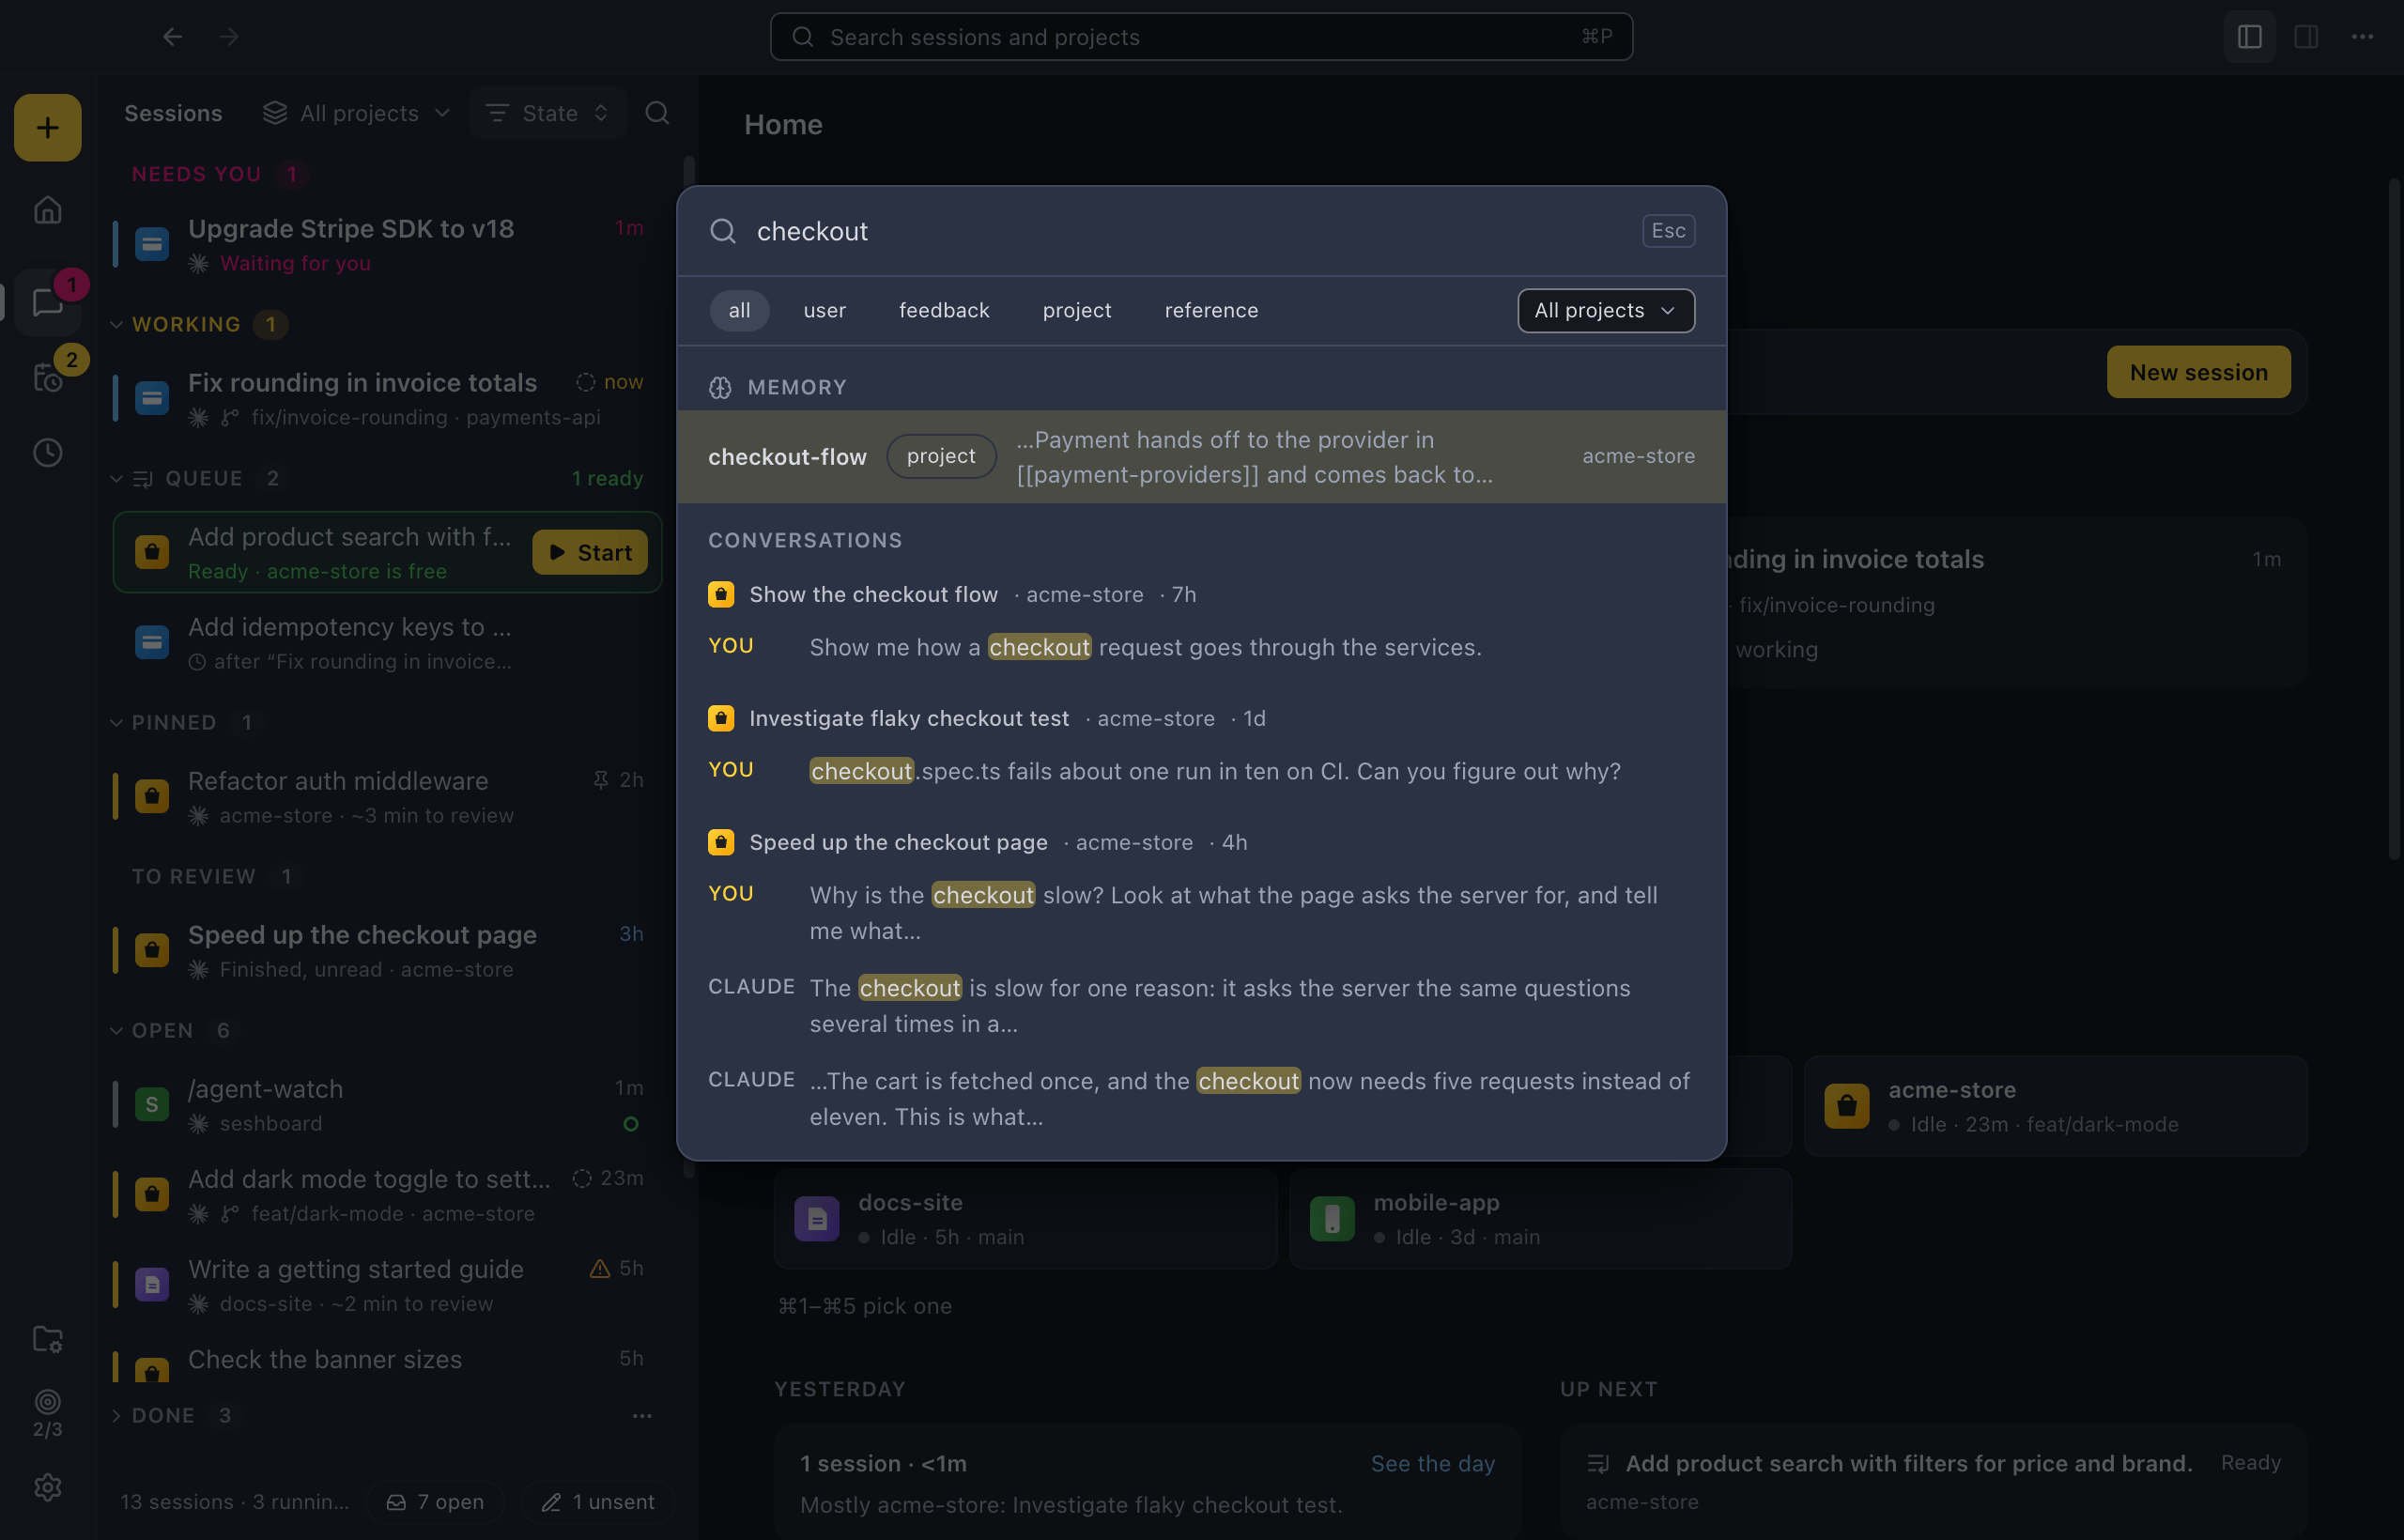 Search sessions and projects ⌘P
Sessions All projects State
NEEDS YOU 1
Upgrade Stripe SDK to v18 1m
Waiting for you
1
WORKING 1
2
Fix rounding in invoice totals now
fix/invoice-rounding · payments-api
QUEUE 2 1 ready
Add product search with f... Start
Ready · acme-store is free
Add idempotency keys to ...
after “Fix rounding in invoice...
PINNED 1
Refactor auth middleware 2h
acme-store · ~3 min to review
TO REVIEW 1
Speed up the checkout page 3h
Finished, unread · acme-store
OPEN 6
S
/agent-watch 1m
seshboard
Add dark mode toggle to sett... 23m
feat/dark-mode · acme-store
Write a getting started guide 5h
docs-site · ~2 min to review
Check the banner sizes 5h
DONE 3
2/3
13 sessions · 3 runnin... 7 open 1 unsent
Home
checkout Esc
all user feedback project reference All projects
MEMORY
checkout-flow project ...Payment hands off to the provider in
[[payment-providers]] and comes back to... acme-store
CONVERSATIONS
Show the checkout flow · acme-store · 7h
YOU Show me how a checkout request goes through the services.
Investigate flaky checkout test · acme-store · 1d
YOU checkout.spec.ts fails about one run in ten on CI. Can you figure out why?
Speed up the checkout page · acme-store · 4h
YOU Why is the checkout slow? Look at what the page asks the server for, and tell
me what...
CLAUDE The checkout is slow for one reason: it asks the server the same questions
several times in a...
CLAUDE ...The cart is fetched once, and the checkout now needs five requests instead of
eleven. This is what...
New session
ding in invoice totals 1m
· fix/invoice-rounding
working
acme-store
Idle · 23m · feat/dark-mode
docs-site
Idle · 5h · main
mobile-app
Idle · 3d · main
⌘1–⌘5 pick one
YESTERDAY
1 session · <1m See the day
Mostly acme-store: Investigate flaky checkout test.
UP NEXT
Add product search with filters for price and brand. Ready
acme-store